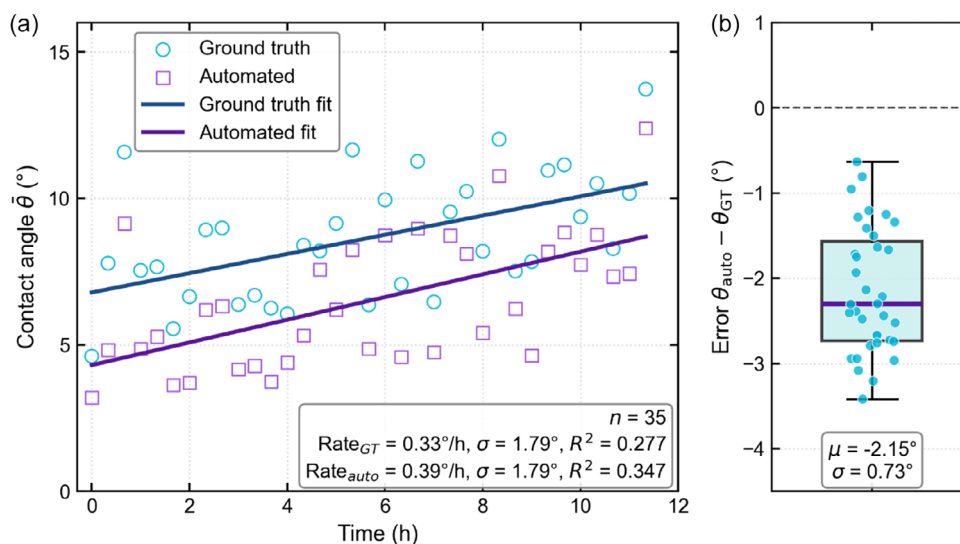 (a)
16
15
10
5
0
Contact angle θ̄ (°)
Ground truth
Automated
Ground truth fit
Automated fit
n = 35
Rate_GT = 0.33°/h, σ = 1.79°, R² = 0.277
Rate_auto = 0.39°/h, σ = 1.79°, R² = 0.347
0 2 4 6 8 10 12
Time (h)
(b)
1
0
−1
−2
−3
−4
Error θ_auto − θ_GT (°)
μ = -2.15°
σ = 0.73°